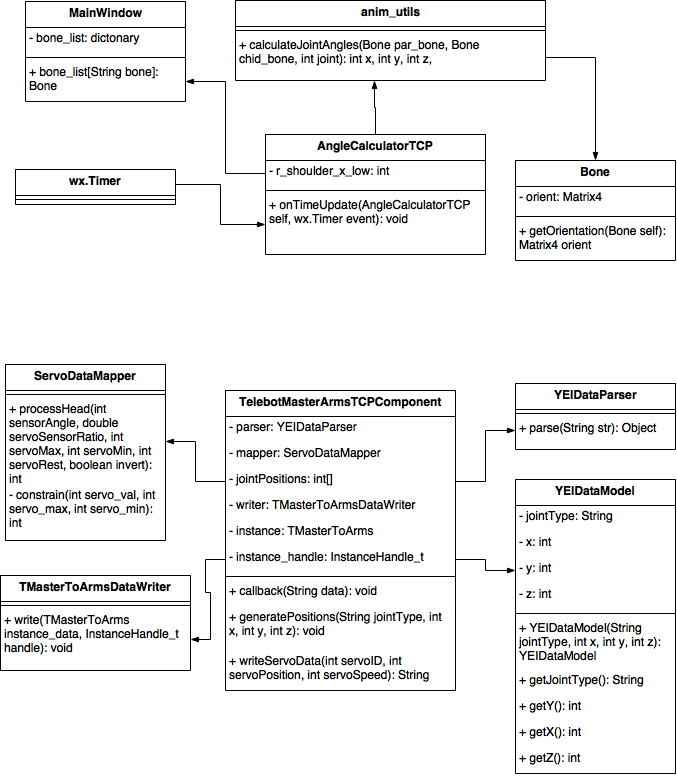 MainWindow
- bone_list: dictonary
+ bone_list[String bone]:
Bone
anim_utils
+ calculateJointAngles(Bone par_bone, Bone
chid_bone, int joint): int x, int y, int z,
AngleCalculatorTCP
- r_shoulder_x_low: int
+ onTimeUpdate(AngleCalculatorTCP
self, wx.Timer event): void
wx.Timer
Bone
- orient: Matrix4
+ getOrientation(Bone self):
Matrix4 orient
ServoDataMapper
+ processHead(int
sensorAngle, double
servoSensorRatio, int
servoMax, int servoMin, int
servoRest, boolean invert):
int
- constrain(int servo_val, int
servo_max, int servo_min):
int
TelebotMasterArmsTCPComponent
- parser: YEIDataParser
- mapper: ServoDataMapper
- jointPositions: int[]
- writer: TMasterToArmsDataWriter
- instance: TMasterToArms
- instance_handle: InstanceHandle_t
+ callback(String data): void
+ generatePositions(String jointType, int
x, int y, int z): void
+ writeServoData(int servoID, int
servoPosition, int servoSpeed): String
YEIDataParser
+ parse(String str): Object
YEIDataModel
- jointType: String
- x: int
- y: int
- z: int
+ YEIDataModel(String
jointType, int x, int y, int z):
YEIDataModel
+ getJointType(): String
+ getY(): int
+ getX(): int
+ getZ(): int
TMasterToArmsDataWriter
+ write(TMasterToArms
instance_data, InstanceHandle_t
handle): void